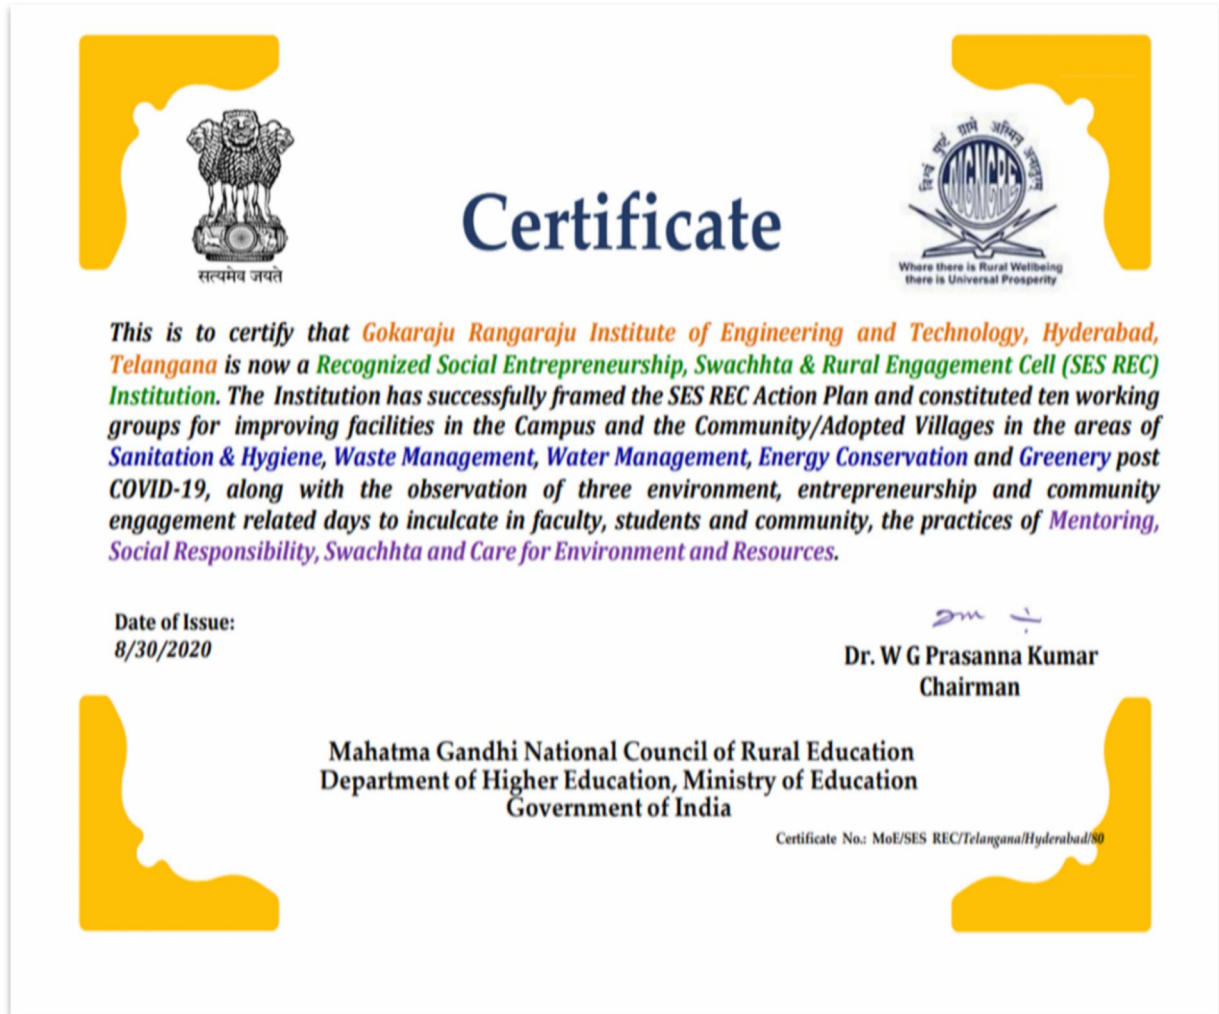 सत्यमेव जयते
विश्वं पुष्टं ग्रामे अस्मिन् अनातुरम्
MGNCRE
Where there is Rural Wellbeing
there is Universal Prosperity
Certificate
This is to certify that Gokaraju Rangaraju Institute of Engineering and Technology, Hyderabad,
Telangana is now a Recognized Social Entrepreneurship, Swachhta & Rural Engagement Cell (SES REC)
Institution. The Institution has successfully framed the SES REC Action Plan and constituted ten working
groups for improving facilities in the Campus and the Community/Adopted Villages in the areas of
Sanitation & Hygiene, Waste Management, Water Management, Energy Conservation and Greenery post
COVID-19, along with the observation of three environment, entrepreneurship and community
engagement related days to inculcate in faculty, students and community, the practices of Mentoring,
Social Responsibility, Swachhta and Care for Environment and Resources.
Date of Issue:
8/30/2020
Dr. W G Prasanna Kumar
Chairman
Mahatma Gandhi National Council of Rural Education
Department of Higher Education, Ministry of Education
Government of India
Certificate No.: MoE/SES REC/Telangana/Hyderabad/80